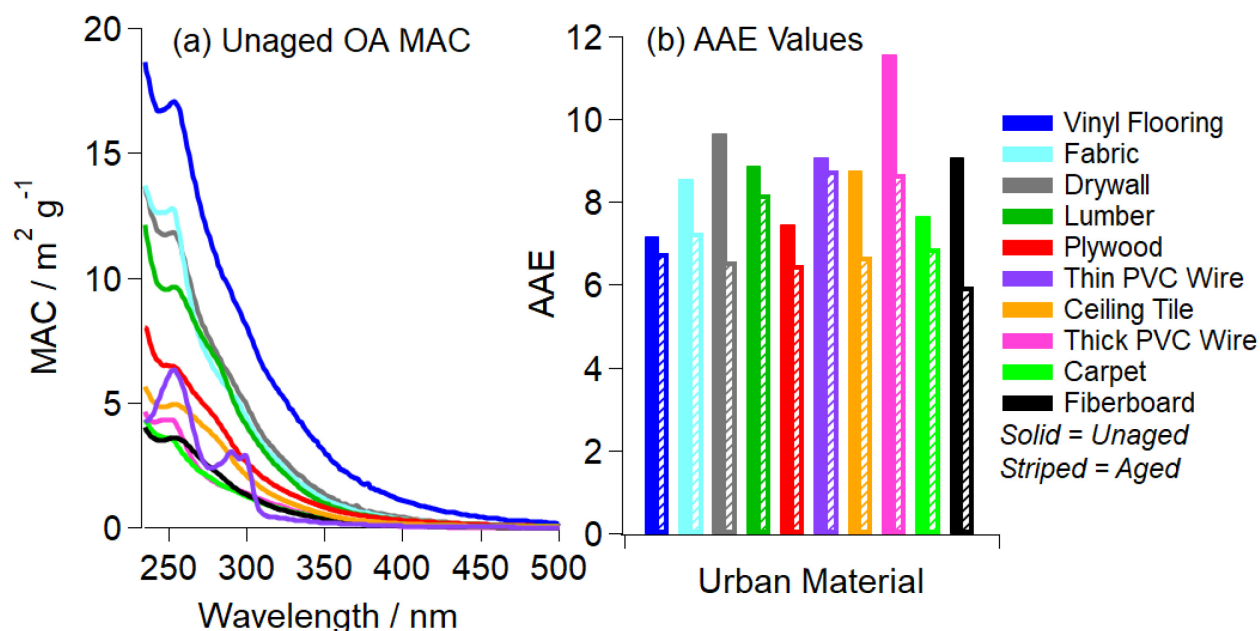 (a) Unaged OA MAC
MAC / m² g⁻¹
20
15
10
5
0
250 300 350 400 450 500
Wavelength / nm
(b) AAE Values
AAE
12
10
8
6
4
2
0
Urban Material
Vinyl Flooring
Fabric
Drywall
Lumber
Plywood
Thin PVC Wire
Ceiling Tile
Thick PVC Wire
Carpet
Fiberboard
Solid = Unaged
Striped = Aged